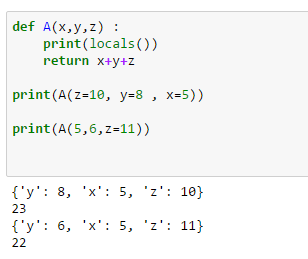 def A(x,y,z) :
    print(locals())
    return x+y+z
print(A(z=10, y=8 , x=5))
print(A(5,6,z=11))
{'y': 8, 'x': 5, 'z': 10}
23
{'y': 6, 'x': 5, 'z': 11}
22